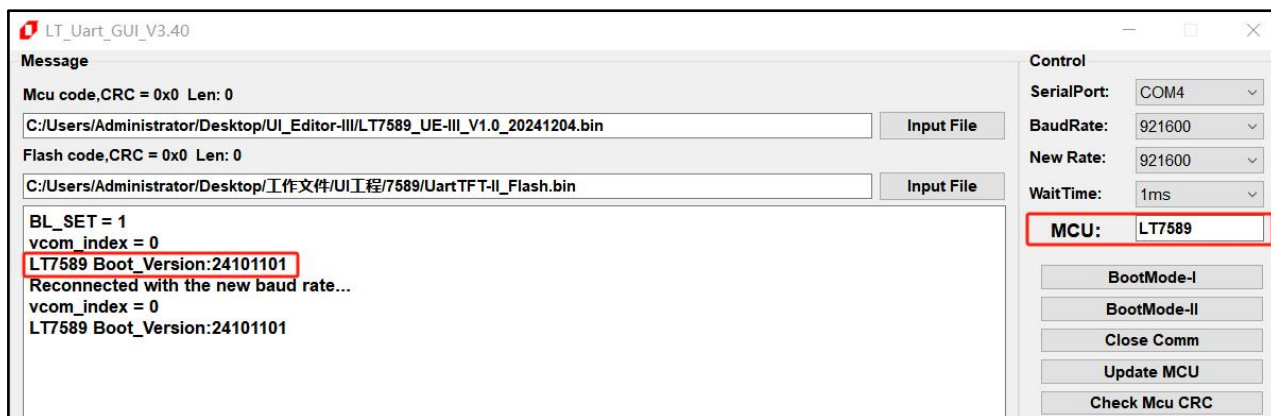 LT_Uart_GUI_V3.40
Message
Mcu code,CRC = 0x0 Len: 0
C:/Users/Administrator/Desktop/UI_Editor-III/LT7589_UE-III_V1.0_20241204.bin
Input File
Flash code,CRC = 0x0 Len: 0
C:/Users/Administrator/Desktop/工作文件/UI工程/7589/UartTFT-II_Flash.bin
Input File
BL_SET = 1
vcom_index = 0
LT7589 Boot_Version:24101101
Reconnected with the new baud rate...
vcom_index = 0
LT7589 Boot_Version:24101101
Control
SerialPort: COM4
BaudRate: 921600
New Rate: 921600
WaitTime: 1ms
MCU: LT7589
BootMode-I
BootMode-II
Close Comm
Update MCU
Check Mcu CRC